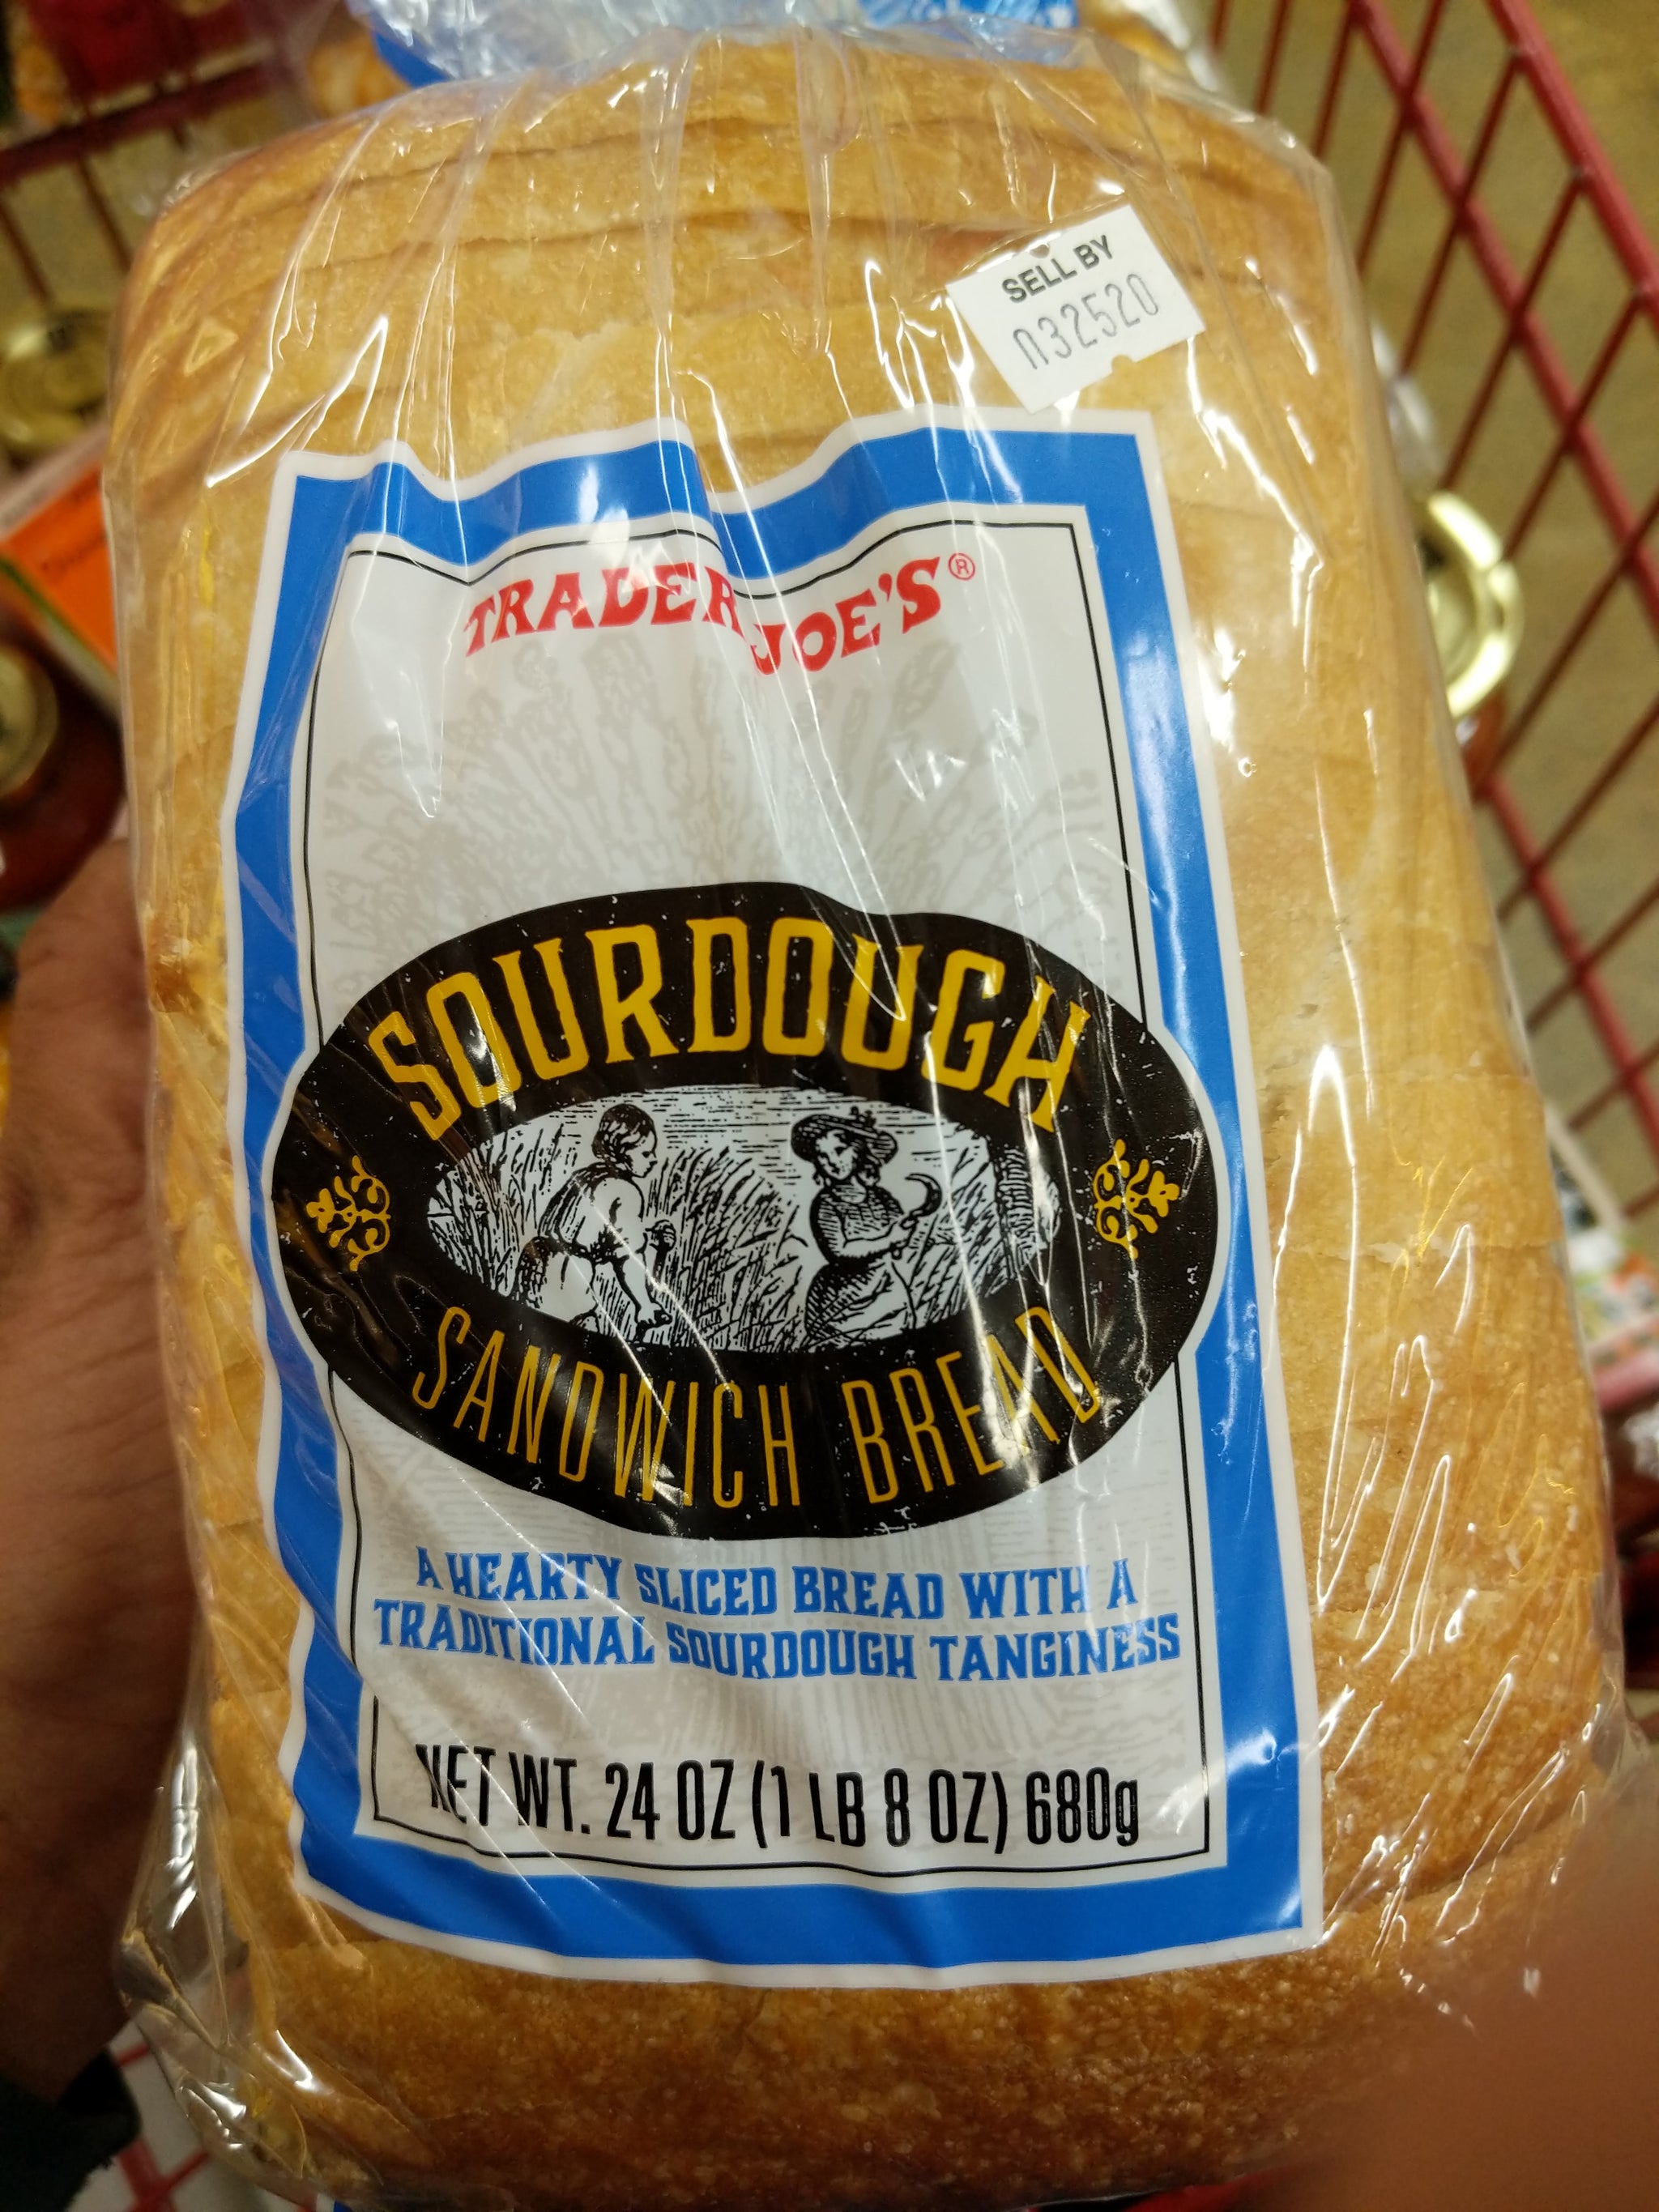 SELL BY
032520
TRADER JOE'S®
SOURDOUGH
SANDWICH BREAD
A HEARTY SLICED BREAD WITH A
TRADITIONAL SOURDOUGH TANGINESS
NET WT. 24 OZ (1 LB 8 OZ) 680g